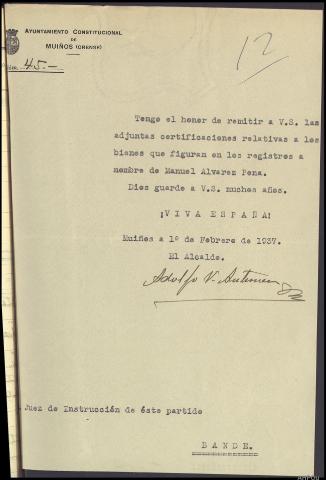 AYUNTAMIENTO CONSTITUCIONAL
DE
MUIÑOS (ORENSE)
12
45.-
Tengo el honor de remitir a V.S. las
adjuntas certificaciones relativas a los
bienes que figuran en los registros a
nombre de Manuel Alvarez Pena.
Dios guarde a V.S. muchos años.
¡VIVA ESPAÑA!
Muiños a 1º de Febrero de 1937.
El Alcalde.
Adolfo V.
Juez de Instrucción de éste partido
BANDE.